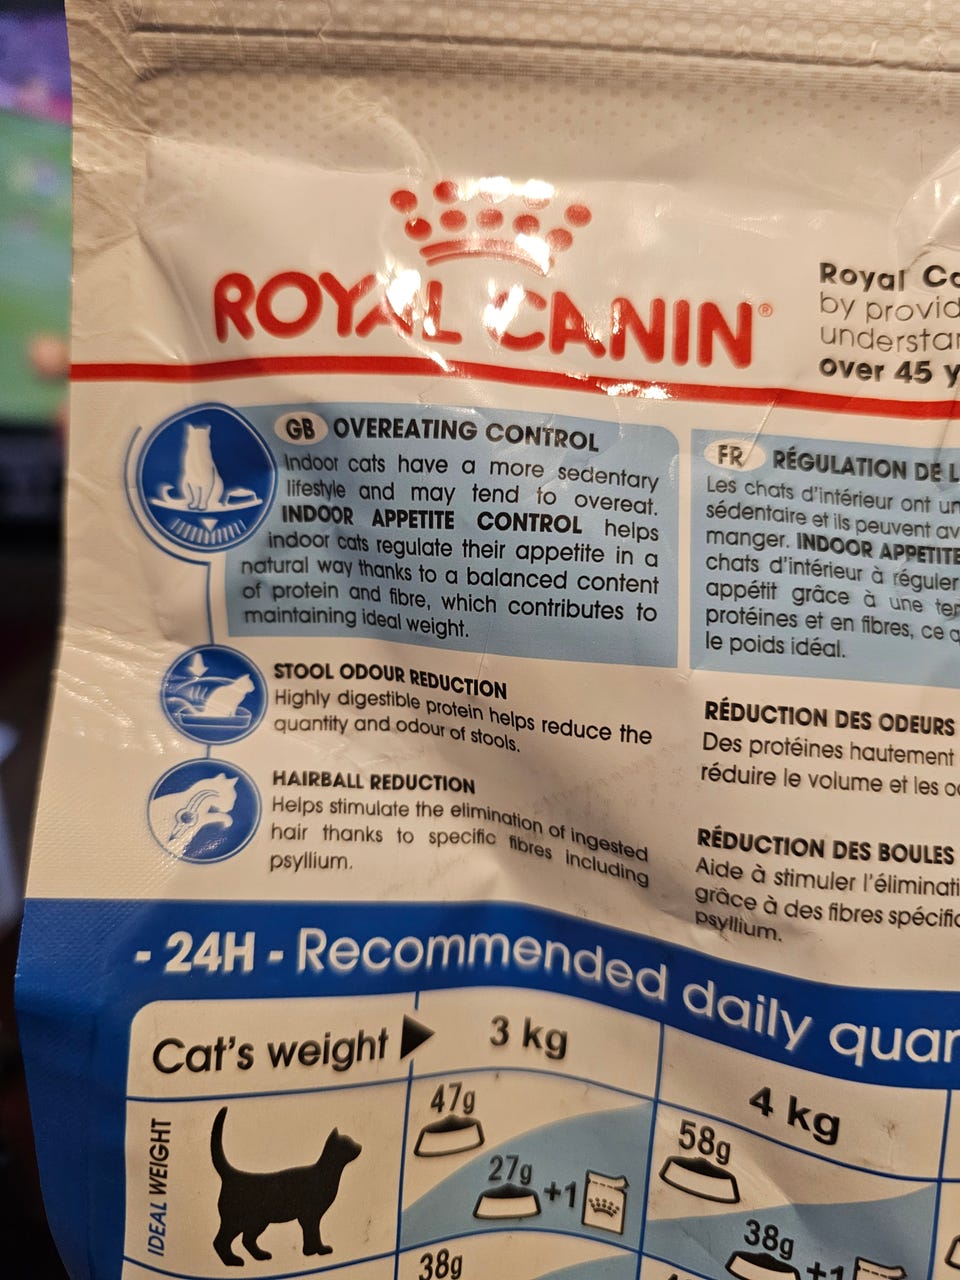 ROYAL CANIN®
Royal
by
over 45
GB OVEREATING CONTROL
Indoor cats have a more sedentary
lifestyle and may tend to overeat.
INDOOR APPETITE CONTROL helps
indoor cats regulate their appetite in a
natural way thanks to a balanced content
of protein and fibre, which contributes to
maintaining ideal weight.
STOOL ODOUR REDUCTION
Highly digestible protein helps reduce the
quantity and odour of stools.
HAIRBALL REDUCTION
Helps stimulate the elimination of ingested
hair thanks to specific fibres including
psyllium.
FR RÉGULATION DE
Les chats d'intérieur ont
sédentaire et ils peuvent
manger. INDOOR APPETITE
chats d'intérieur à réguler
appétit grâce à une
protéines et en fibres, ce
le poids idéal.
RÉDUCTION DES ODEURS
Des protéines hautement
réduire le volume et les
RÉDUCTION DES BOULES
Aide à stimuler
grâce à des fibres
psyllium.
- 24H - Recommended daily
Cat's weight 3 kg 4 kg
IDEAL WEIGHT
47g 58g
27g +1 38g +1
38g